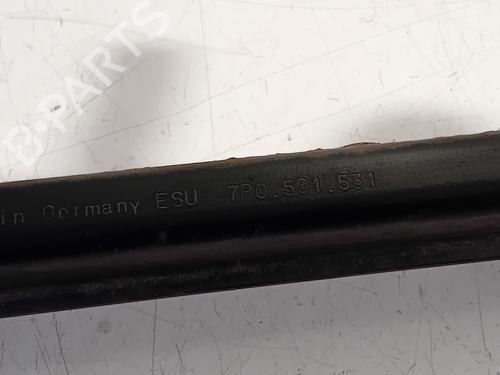 B-PARTS
in Germany ESU 7P0.501.531